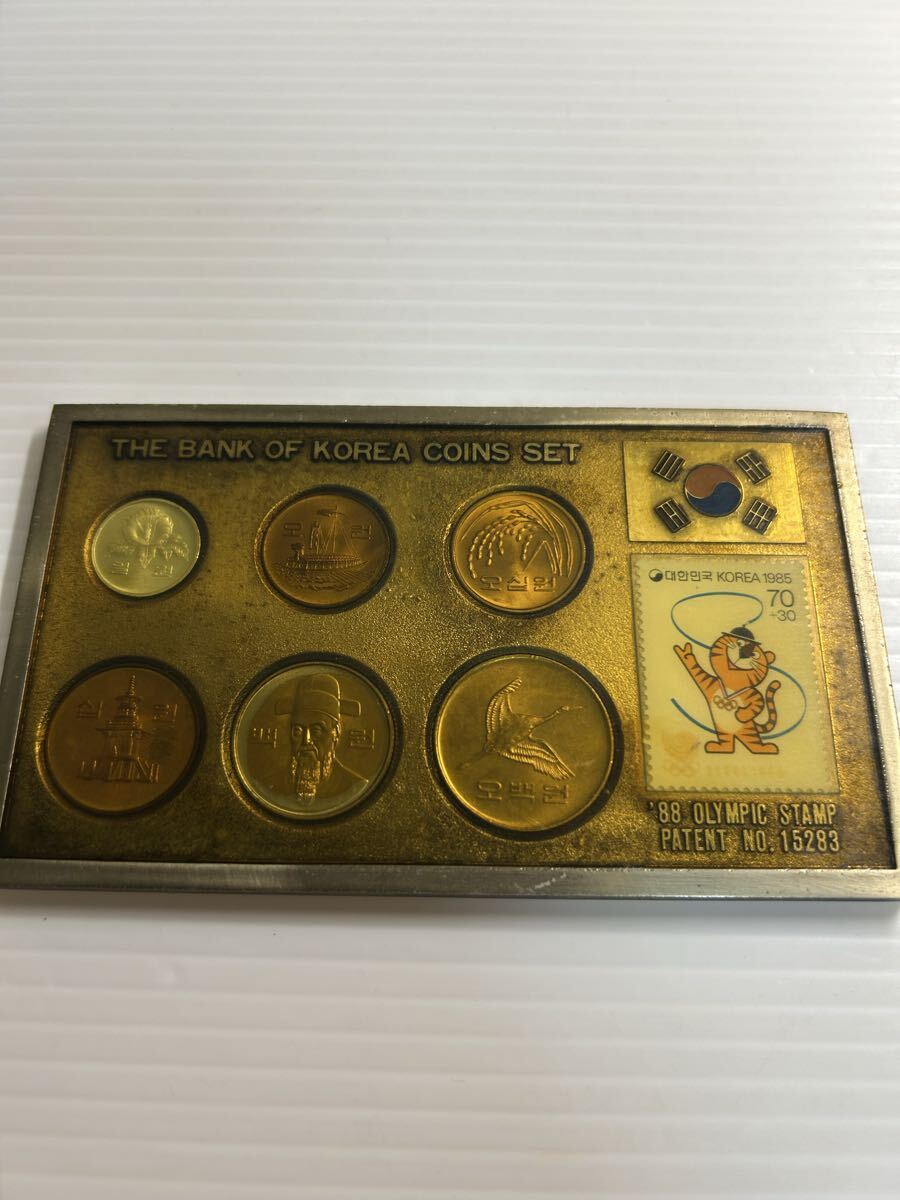 THE BANK OF KOREA COINS SET
일원
오원
오십원
대한민국 KOREA 1985
70
+30
십원
백원
오백원
'88 OLYMPIC STAMP
PATENT NO. 15283